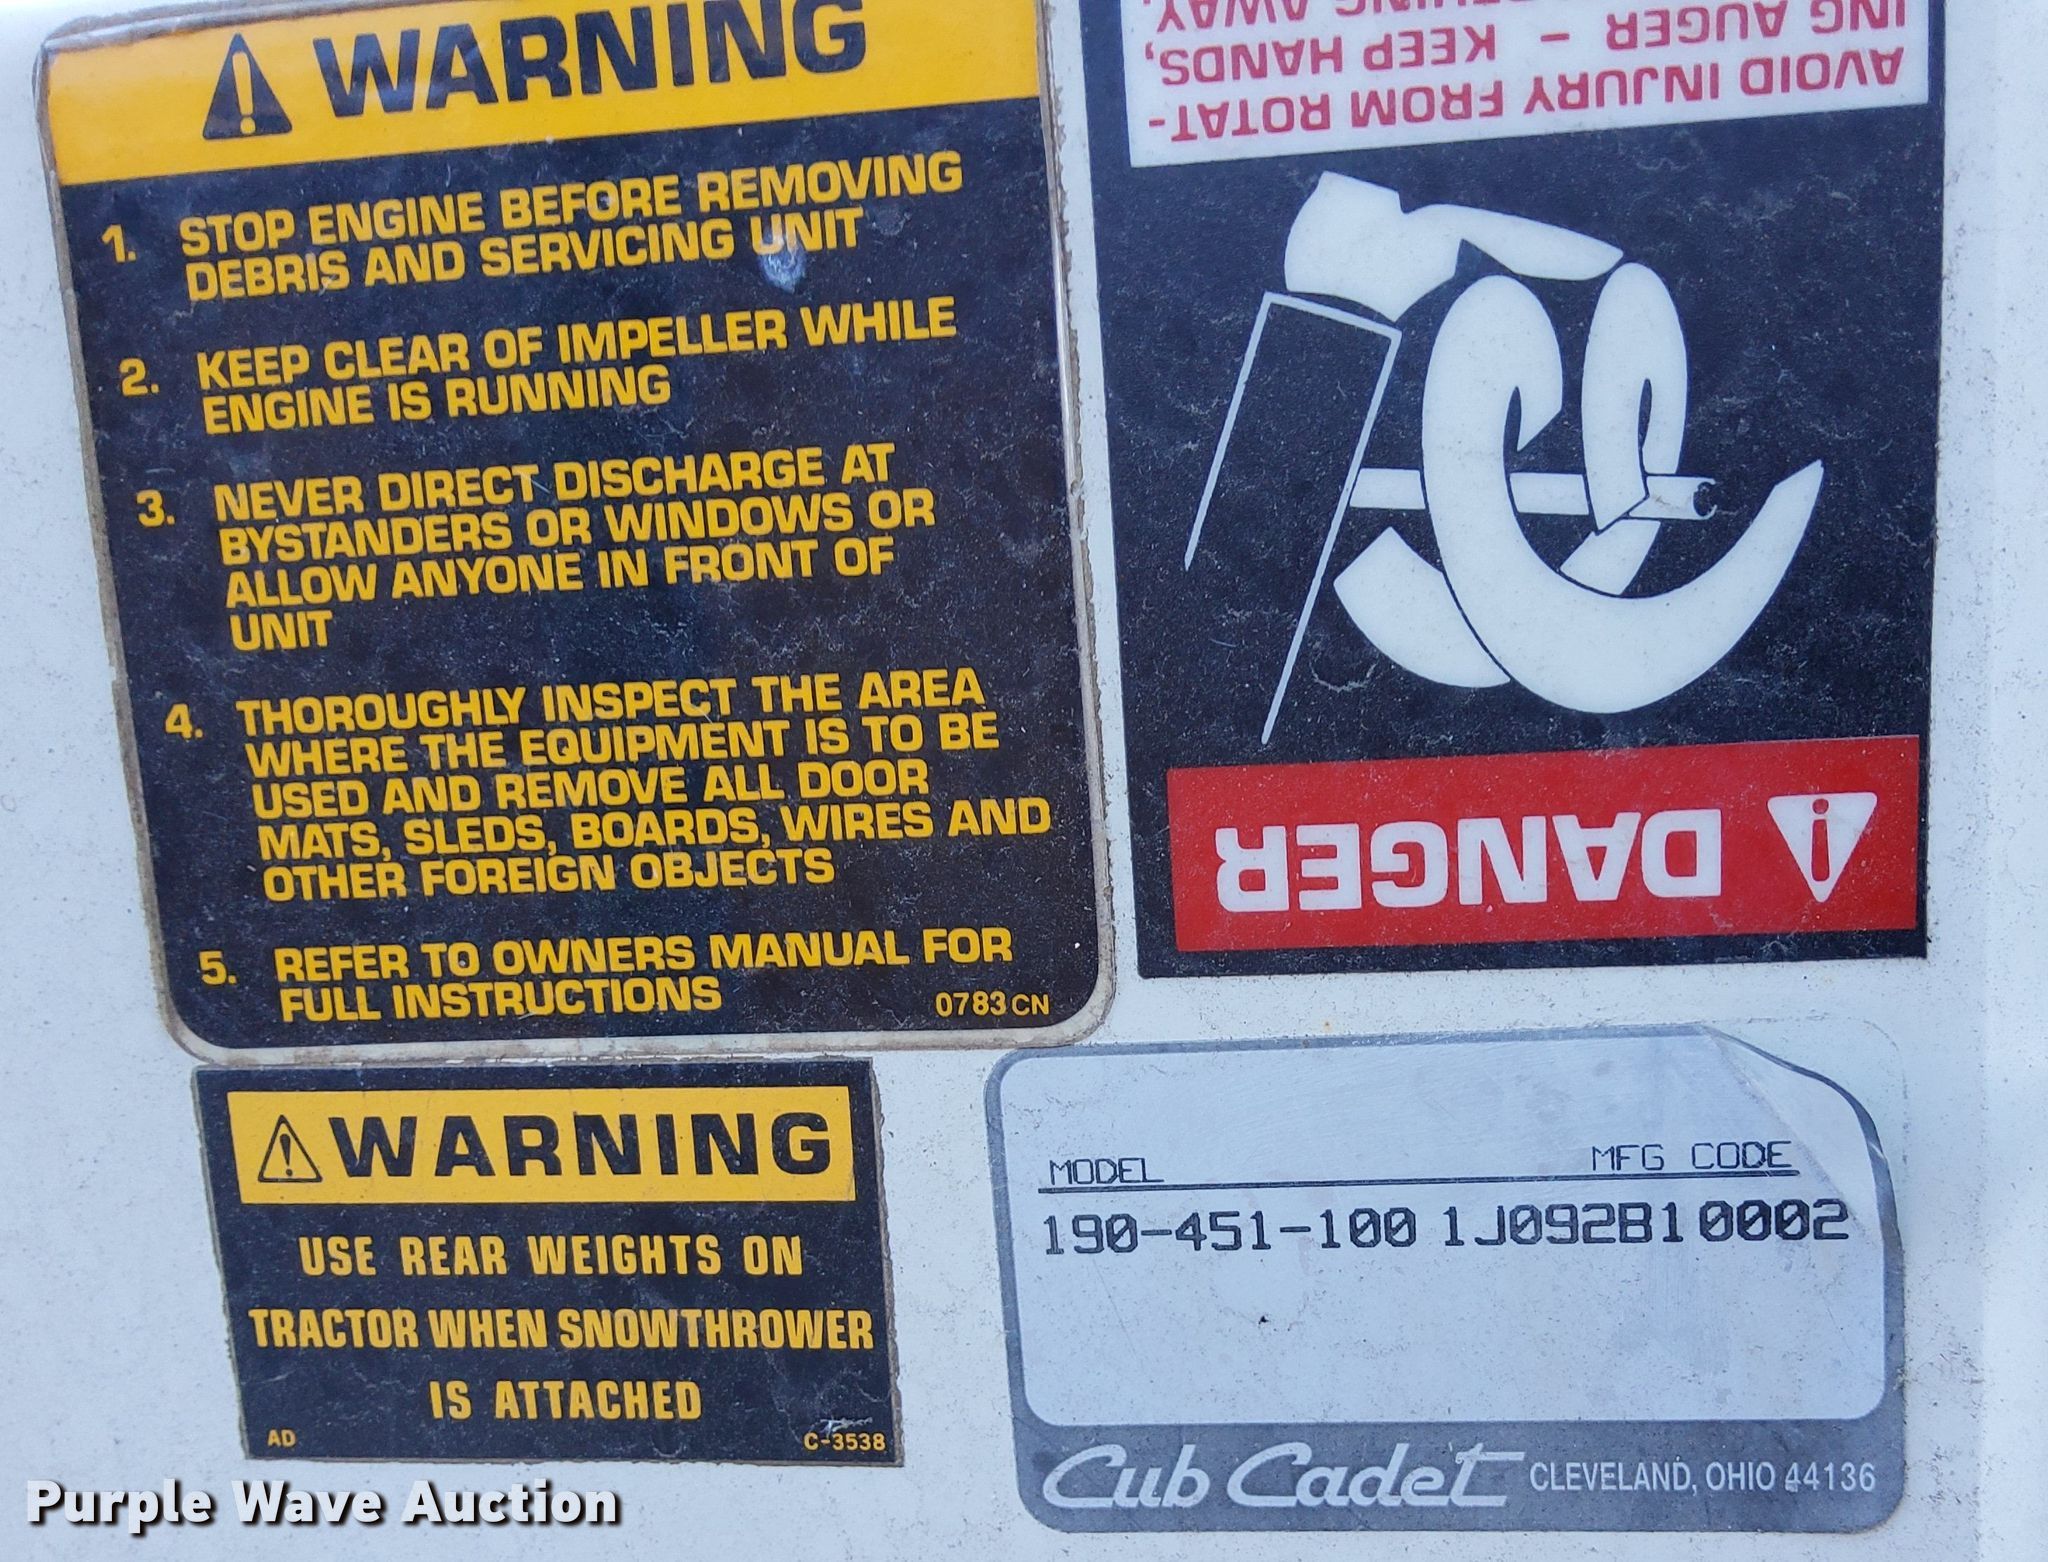 WARNING
1. STOP ENGINE BEFORE REMOVING
DEBRIS AND SERVICING UNIT
2. KEEP CLEAR OF IMPELLER WHILE
ENGINE IS RUNNING
3. NEVER DIRECT DISCHARGE AT
BYSTANDERS OR WINDOWS OR
ALLOW ANYONE IN FRONT OF
UNIT
4. THOROUGHLY INSPECT THE AREA
WHERE THE EQUIPMENT IS TO BE
USED AND REMOVE ALL DOOR
MATS, SLEDS, BOARDS, WIRES AND
OTHER FOREIGN OBJECTS
5. REFER TO OWNERS MANUAL FOR
FULL INSTRUCTIONS
0783 CN
DANGER
AVOID INJURY FROM ROTAT-
ING AUGER - KEEP HANDS,
AWAY.
WARNING
USE REAR WEIGHTS ON
TRACTOR WHEN SNOWTHROWER
IS ATTACHED
AD C-3538
MODEL MFG CODE
190-451-100 1J092B10002
Cub Cadet CLEVELAND, OHIO 44136
Purple Wave Auction